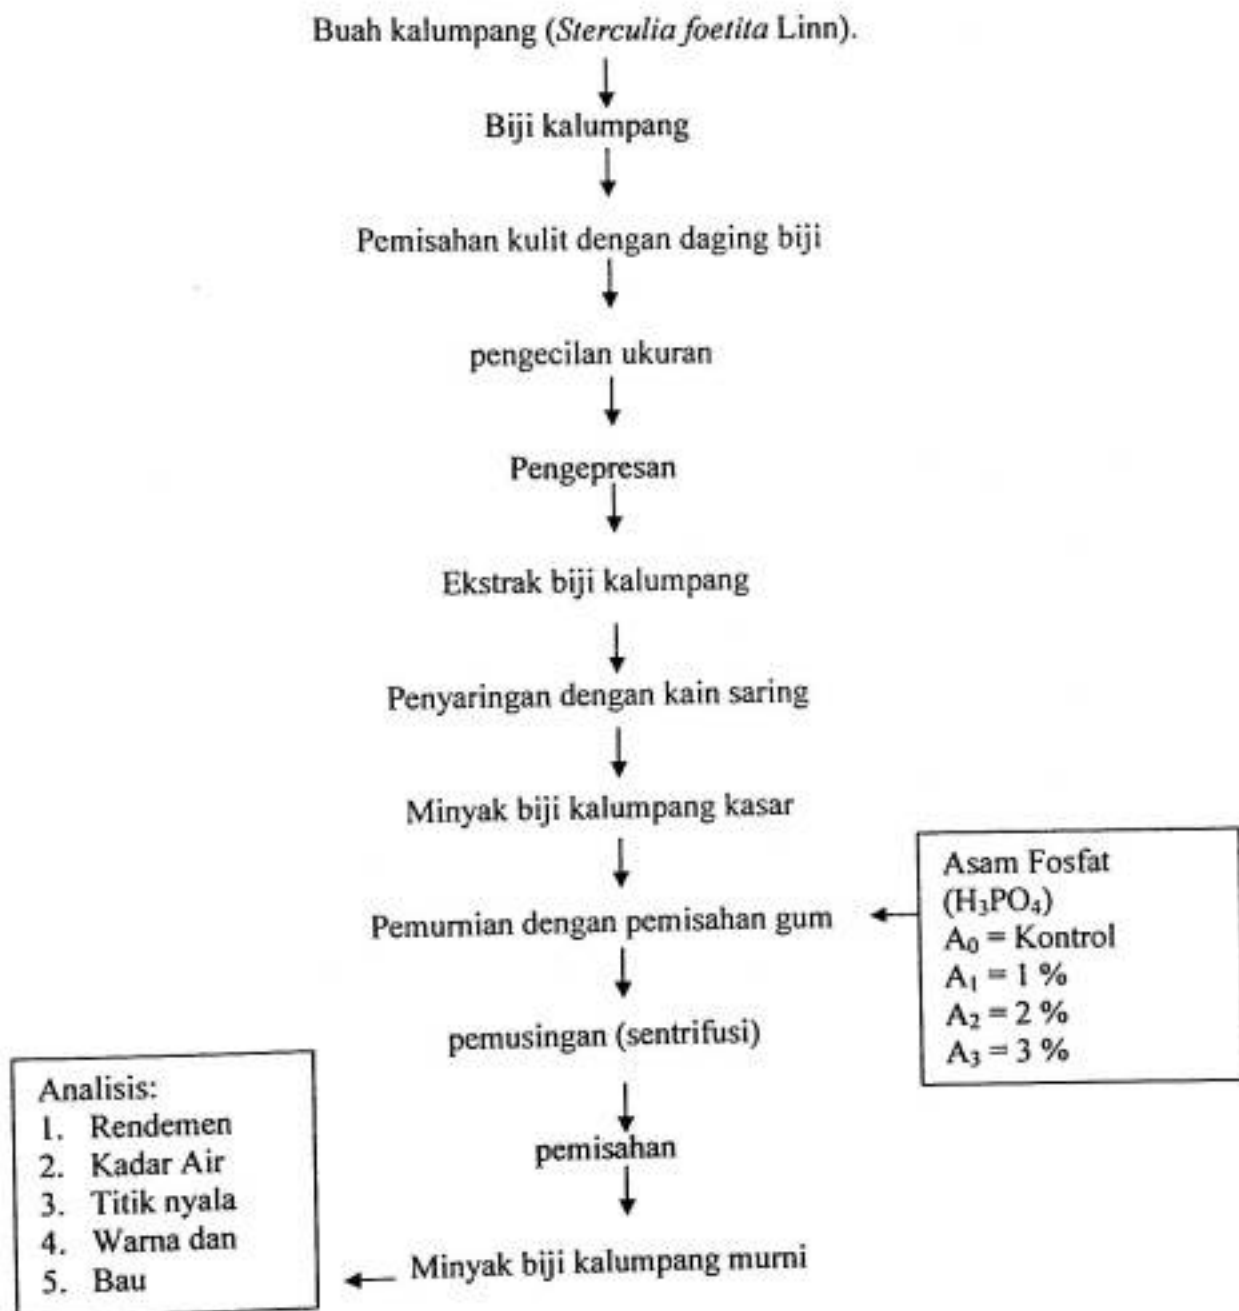 Buah kalumpang (Sterculia foetita Linn).
Biji kalumpang
Pemisahan kulit dengan daging biji
pengecilan ukuran
Pengepresan
Ekstrak biji kalumpang
Penyaringan dengan kain saring
Minyak biji kalumpang kasar
Pemurnian dengan pemisahan gum
Asam Fosfat
(H₃PO₄)
A₀ = Kontrol
A₁ = 1 %
A₂ = 2 %
A₃ = 3 %
pemusingan (sentrifusi)
pemisahan
Minyak biji kalumpang murni
Analisis:
1. Rendemen
2. Kadar Air
3. Titik nyala
4. Warna dan
5. Bau